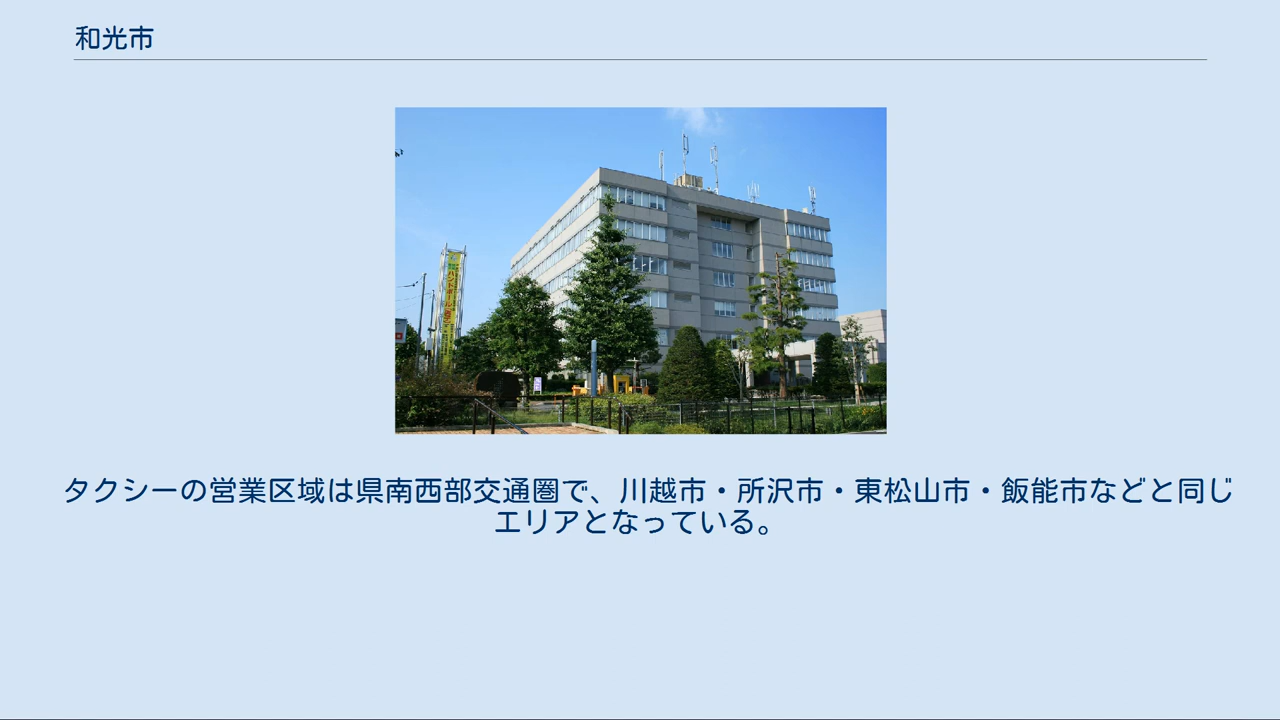 和光市
タクシーの営業区域は県南西部交通圏で、川越市・所沢市・東松山市・飯能市などと同じ
エリアとなっている。